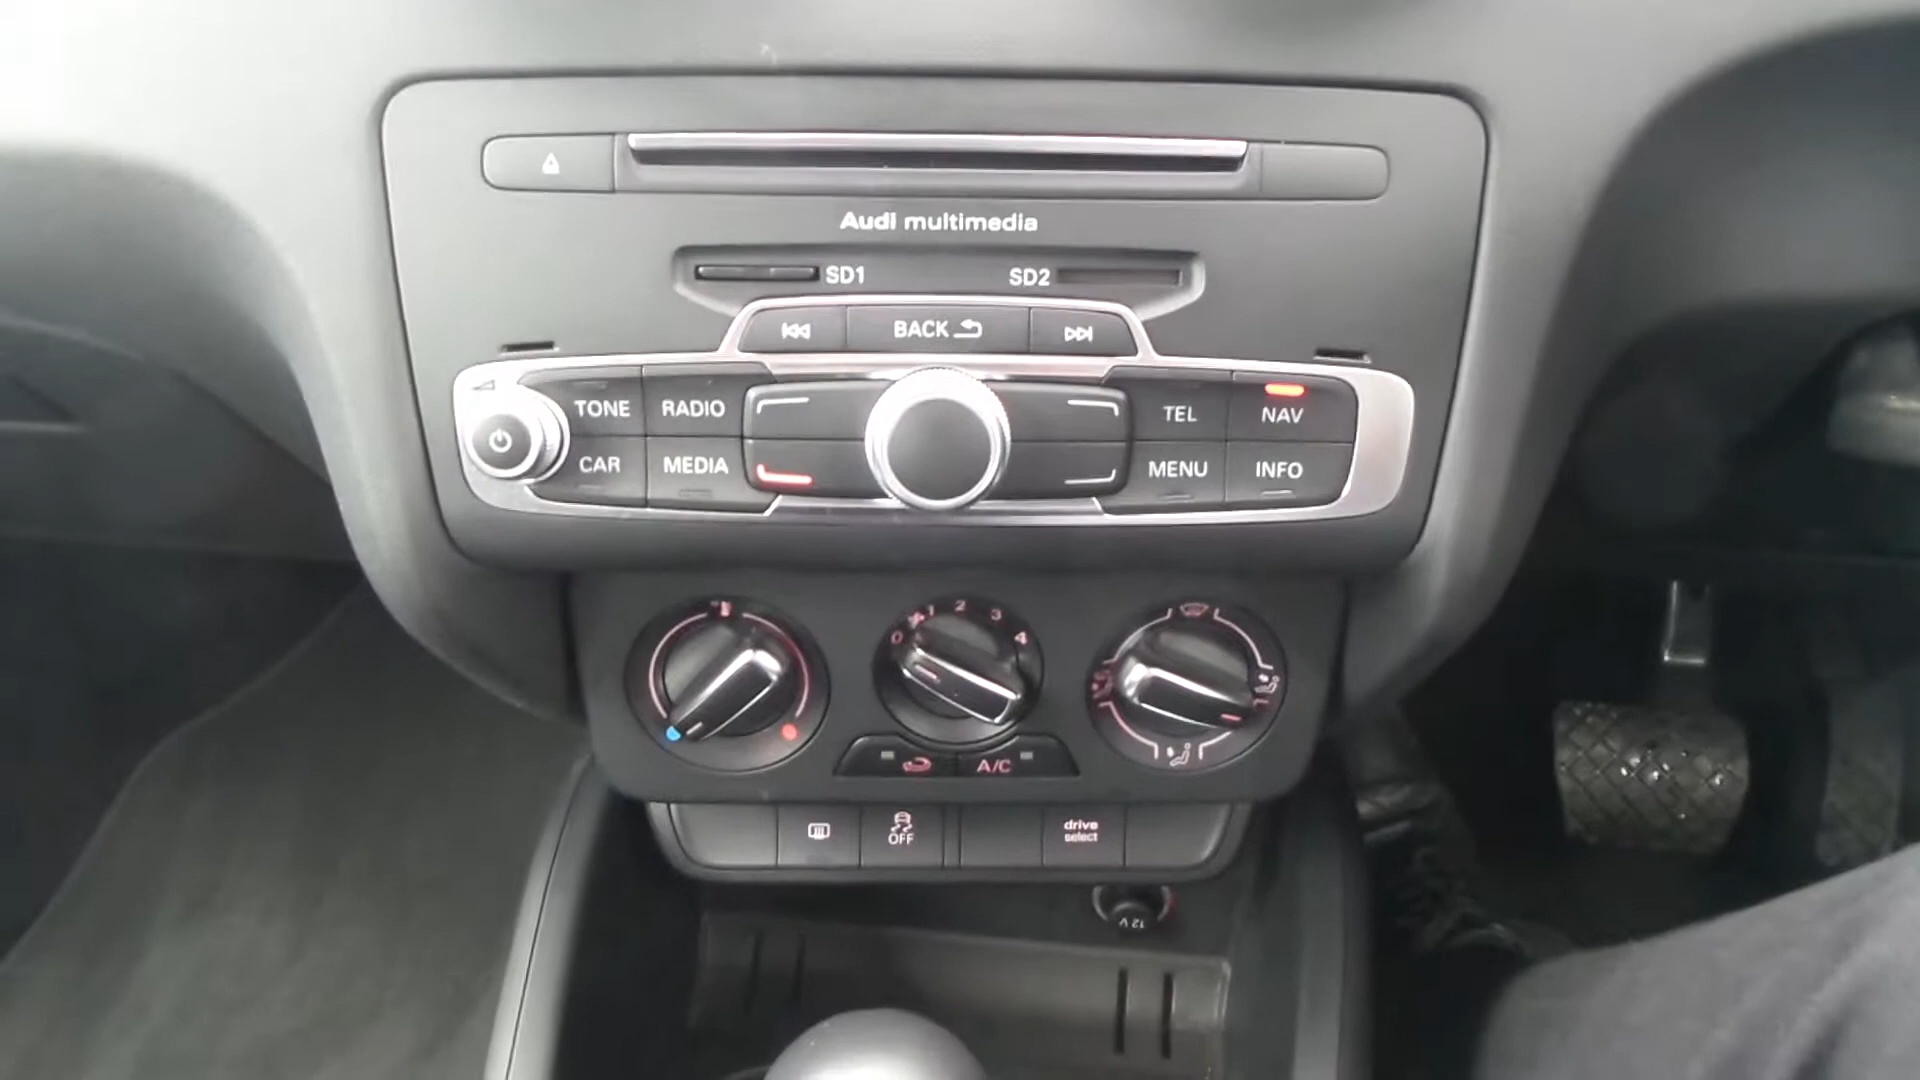 Audi multimedia
SD1 SD2
BACK
TONE RADIO TEL NAV
CAR MEDIA MENU INFO
0 1 2 3 4
A/C
OFF
drive
select
12V